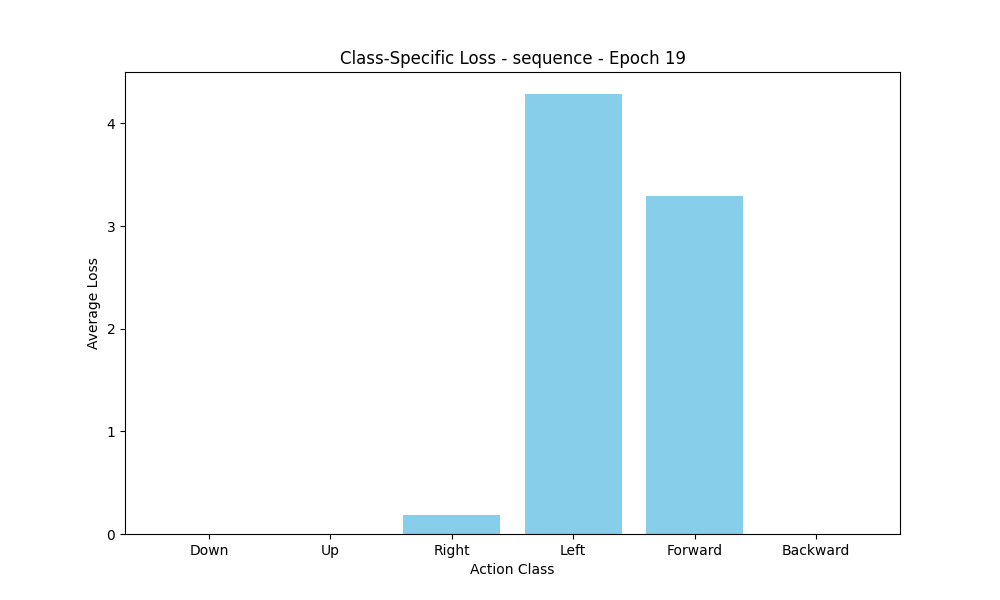 Class-Specific Loss - sequence - Epoch 19
Average Loss
4
3
2
1
0
Down Up Right Left Forward Backward
Action Class